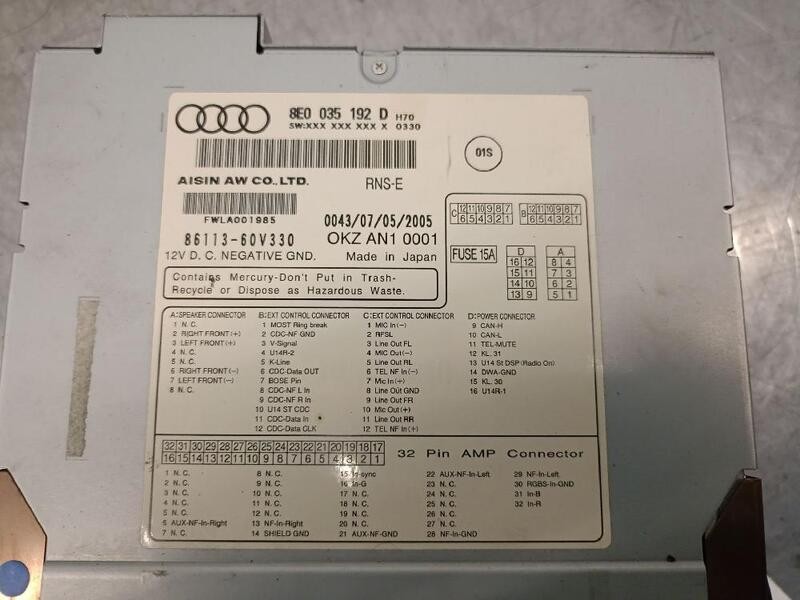 8E0 035 192 D H70
SW:XXX XXX XXX X 0330
01S
AISIN AW CO., LTD.
RNS-E
FWLA001985
0043/07/05/2005
86113-60V330
OKZ AN1 0001
12V D. C. NEGATIVE GND.
Made in Japan
Contains Mercury-Don't Put in Trash-
Recycle or Dispose as Hazardous Waste.
C 12 11 10 9 8 7
6 5 4 3 2 1
B 12 11 10 9 8 7
6 5 4 3 2 1
FUSE 15A
D
16 12
15 11
14 10
13 9
A
8 4
7 3
6 2
5 1
A: SPEAKER CONNECTOR
1 N. C.
2 RIGHT FRONT (+)
3 LEFT FRONT (+)
4 N. C.
5 N. C.
6 RIGHT FRONT (-)
7 LEFT FRONT (-)
8 N. C.
B: EXT CONTROL CONNECTOR
1 MOST Ring break
2 CDC-NF GND
3 V-Signal
4 U14R-2
5 K-Line
6 CDC-Data OUT
7 BOSE Pin
8 CDC-NF L In
9 CDC-NF R In
10 U14 ST CDC
11 CDC-Data In
12 CDC-Data CLK
C: EXT CONTROL CONNECTOR
1 MIC In (-)
2 RFSL
3 Line Out FL
4 MIC Out (-)
5 Line Out RL
6 TEL NF In (-)
7 Mic In (+)
8 Line Out GND
9 Line Out FR
10 Mic Out (+)
11 Line Out RR
12 TEL NF In (+)
D: POWER CONNECTOR
9 CAN-H
10 CAN-L
11 TEL-MUTE
12 KL. 31
13 U14 St DSP (Radio On)
14 DWA-GND
15 KL. 30
16 U14R-1
32 31 30 29 28 27 26 25 24 23 22 21 20 19 18 17
16 15 14 13 12 11 10 9 8 7 6 5 4 3 2 1
32 Pin AMP Connector
1 N. C.
2 N. C.
3 N. C.
4 N. C.
5 N. C.
6 AUX-NF-In-Right
7 N. C.
8 N. C.
9 N. C.
10 N. C.
11 N. C.
12 N. C.
13 NF-In-Right
14 SHIELD GND
15 In-sync
16 In-G
17 N. C.
18 N. C.
19 N. C.
20 N. C.
21 AUX-NF-GND
22 AUX-NF-In-Left
23 N. C.
24 N. C.
25 N. C.
26 N. C.
27 N. C.
28 NF-In-GND
29 NF-In-Left
30 RGBS-In-GND
31 In-B
32 In-R